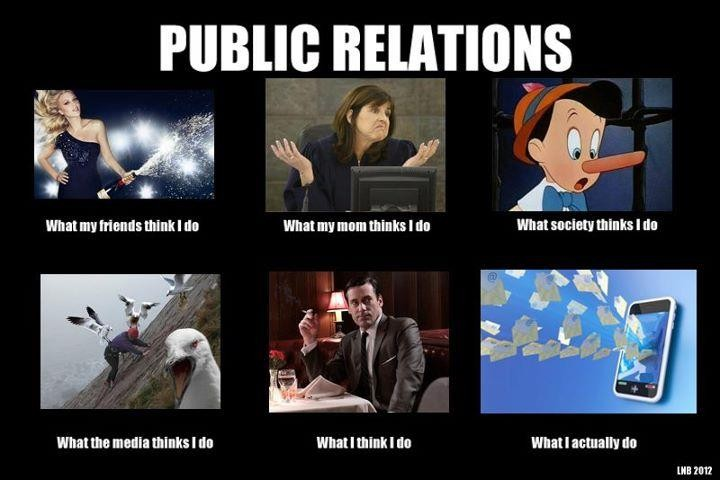 PUBLIC RELATIONS
What my friends think I do
What my mom thinks I do
What society thinks I do
@
What the media thinks I do
What I think I do
What I actually do
LNB 2012